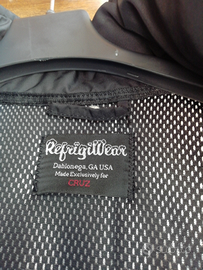 RefrigiWear
Dahlonega, GA USA
Made Exclusively for
CRUZ